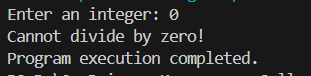 Enter an integer: 0
Cannot divide by zero!
Program execution completed.